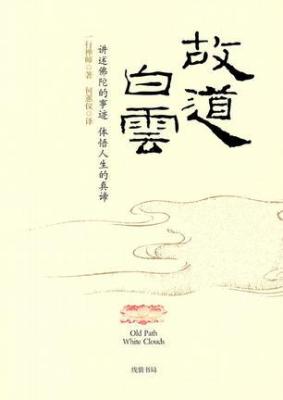 故道
白雲
讲述佛陀的事迹 体悟人生的真谛
一行禅师 著 何蕙仪 译
Old Path
White Clouds
线装书局